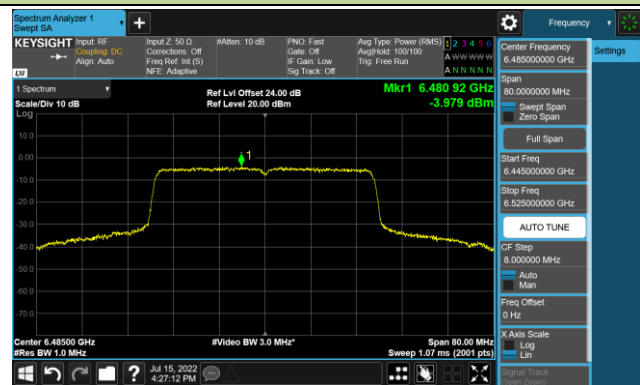 Spectrum Analyzer 1
Swept SA
Frequency
KEYSIGHT
Input: RF
Coupling: DC
Align: Auto
Input Z: 50 Ω
Corrections: Off
Freq Ref: Int (S)
NFE: Adaptive
#Atten: 10 dB
PNO: Fast
Gate: Off
IF Gain: Low
Sig Track: Off
Avg Type: Power (RMS)
Avg|Hold: 100/100
Trig: Free Run
1 2 3 4 5 6
A W W W W W
A N N N N N
LXI
1 Spectrum
Scale/Div 10 dB
Log
Ref Lvl Offset 24.00 dB
Ref Level 20.00 dBm
Mkr1 6.480 92 GHz
-3.979 dBm
1
10.0
0.00
-10.0
-20.0
-30.0
-40.0
-50.0
-60.0
-70.0
Center 6.48500 GHz
#Res BW 1.0 MHz
#Video BW 3.0 MHz*
Span 80.00 MHz
Sweep 1.07 ms (2001 pts)
Jul 15, 2022
4:27:12 PM
Center Frequency
6.485000000 GHz
Settings
Span
80.0000000 MHz
Swept Span
Zero Span
Full Span
Start Freq
6.445000000 GHz
Stop Freq
6.525000000 GHz
AUTO TUNE
CF Step
8.000000 MHz
Auto
Man
Freq Offset
0 Hz
X Axis Scale
Log
Lin
Signal Track
(Span Zoom)